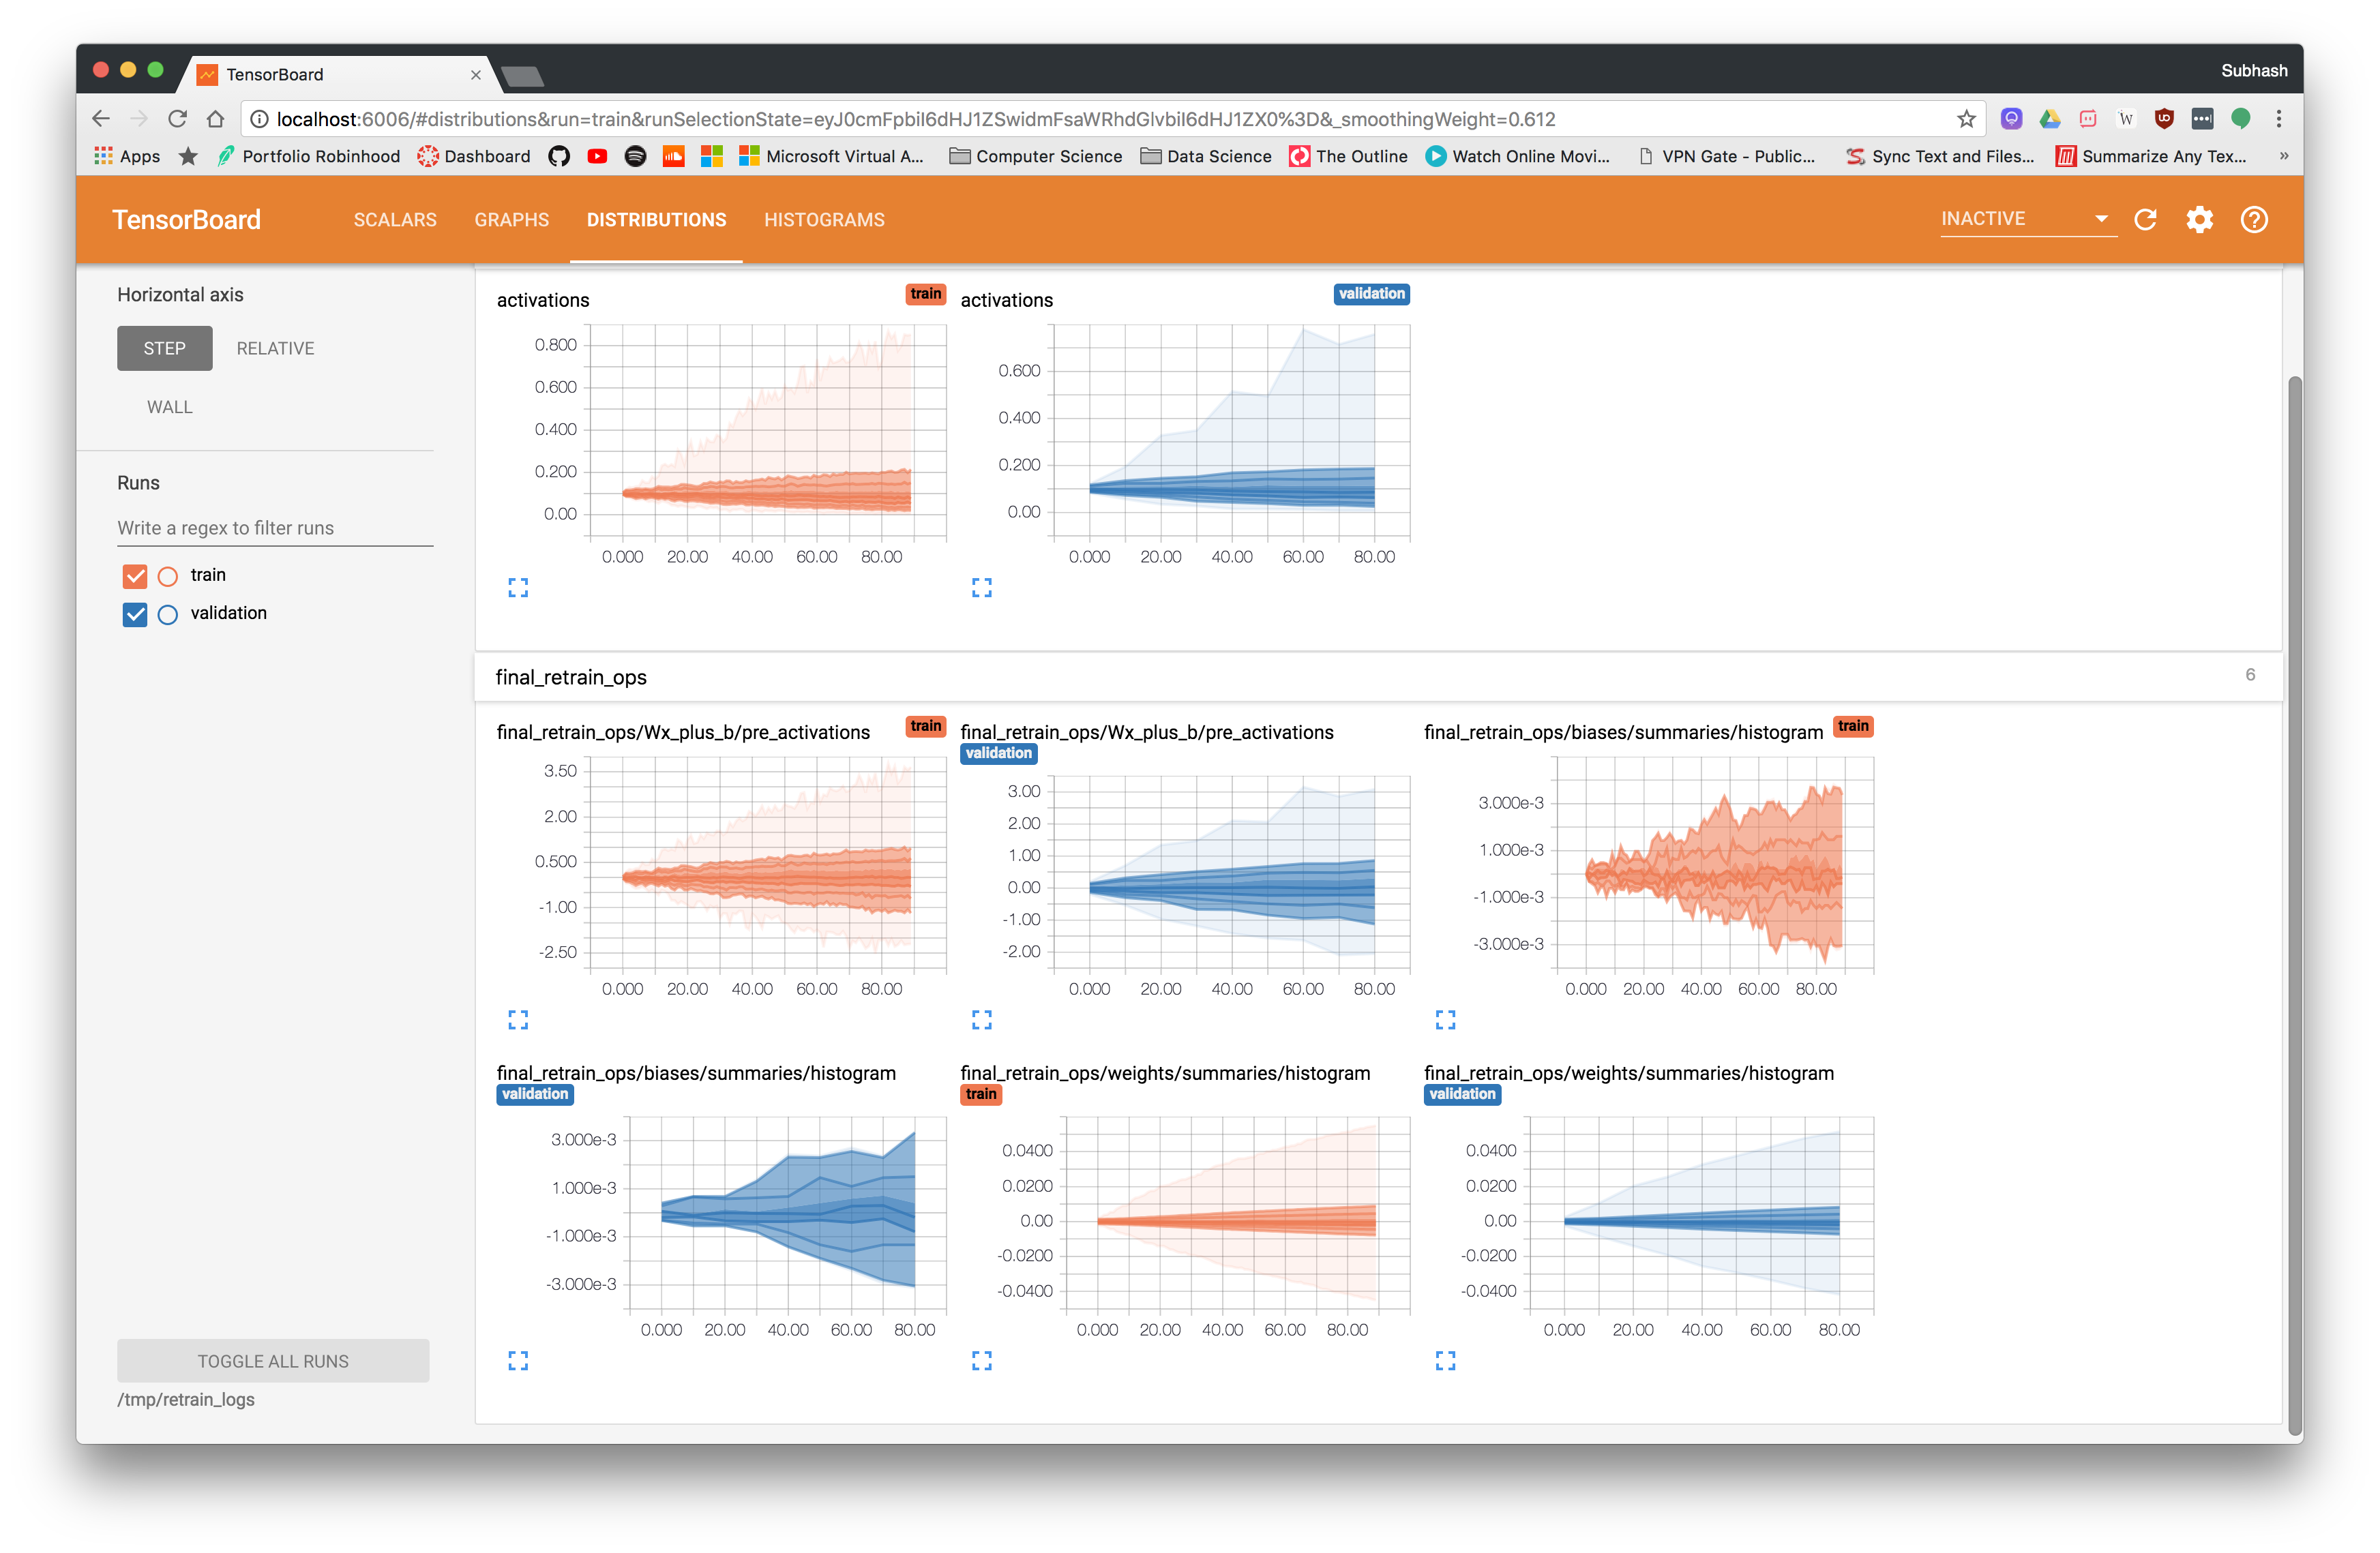 TensorBoard
Subhash
localhost:6006/#distributions&run=train&runSelectionState=eyJ0cmFpbiI6dHJ1ZSwidmFsaWRhdGlvbiI6dHJ1ZX0%3D&_smoothingWeight=0.612
Apps Portfolio Robinhood Dashboard Microsoft Virtual A... Computer Science Data Science The Outline Watch Online Movi... VPN Gate - Public... Sync Text and Files... Summarize Any Tex... »
TensorBoard SCALARS GRAPHS DISTRIBUTIONS HISTOGRAMS INACTIVE
Horizontal axis
STEP RELATIVE
WALL
Runs
Write a regex to filter runs
train
validation
TOGGLE ALL RUNS
/tmp/retrain_logs
activations train
0.800
0.600
0.400
0.200
0.00
0.000 20.00 40.00 60.00 80.00
activations validation
0.600
0.400
0.200
0.00
0.000 20.00 40.00 60.00 80.00
final_retrain_ops 6
final_retrain_ops/Wx_plus_b/pre_activations train
3.50
2.00
0.500
-1.00
-2.50
0.000 20.00 40.00 60.00 80.00
final_retrain_ops/Wx_plus_b/pre_activations
validation
3.00
2.00
1.00
0.00
-1.00
-2.00
0.000 20.00 40.00 60.00 80.00
final_retrain_ops/biases/summaries/histogram train
3.000e-3
1.000e-3
-1.000e-3
-3.000e-3
0.000 20.00 40.00 60.00 80.00
final_retrain_ops/biases/summaries/histogram
validation
3.000e-3
1.000e-3
-1.000e-3
-3.000e-3
0.000 20.00 40.00 60.00 80.00
final_retrain_ops/weights/summaries/histogram
train
0.0400
0.0200
0.00
-0.0200
-0.0400
0.000 20.00 40.00 60.00 80.00
final_retrain_ops/weights/summaries/histogram
validation
0.0400
0.0200
0.00
-0.0200
-0.0400
0.000 20.00 40.00 60.00 80.00